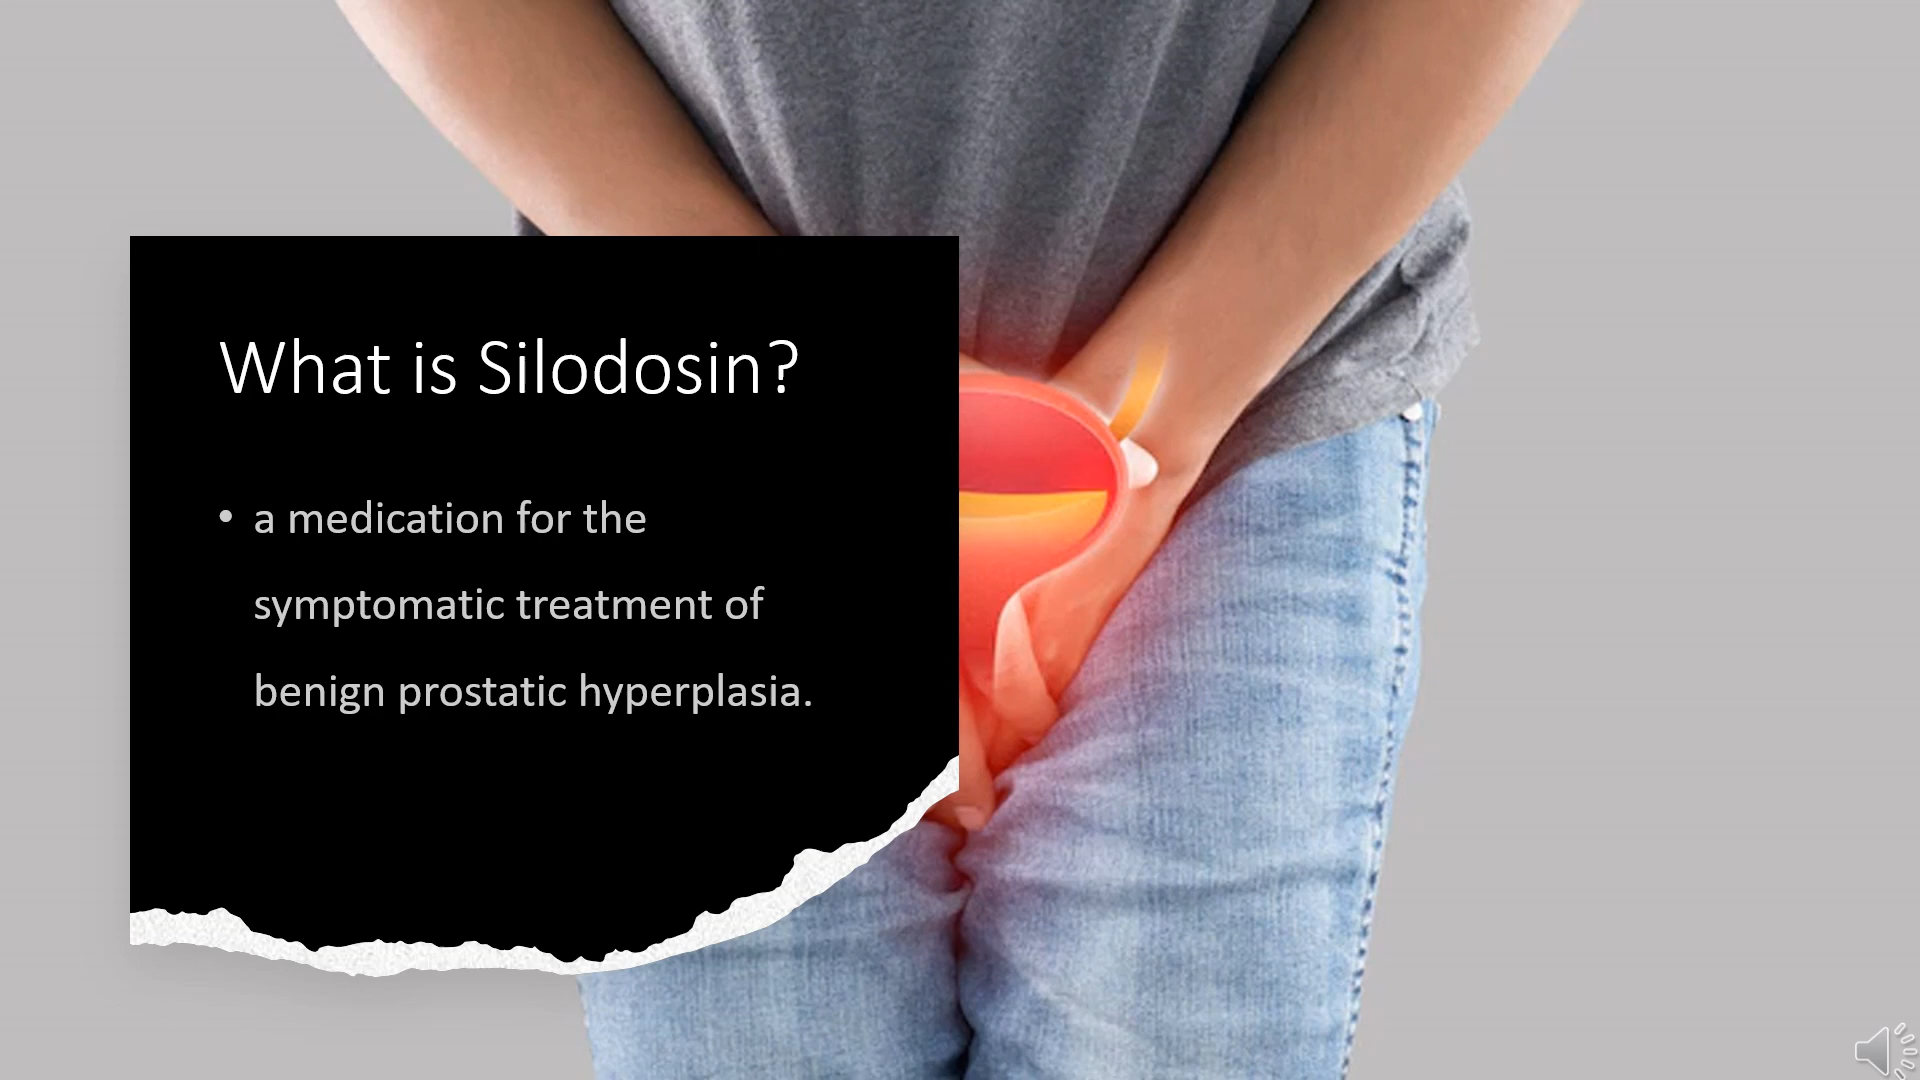 What is Silodosin?
• a medication for the
symptomatic treatment of
benign prostatic hyperplasia.